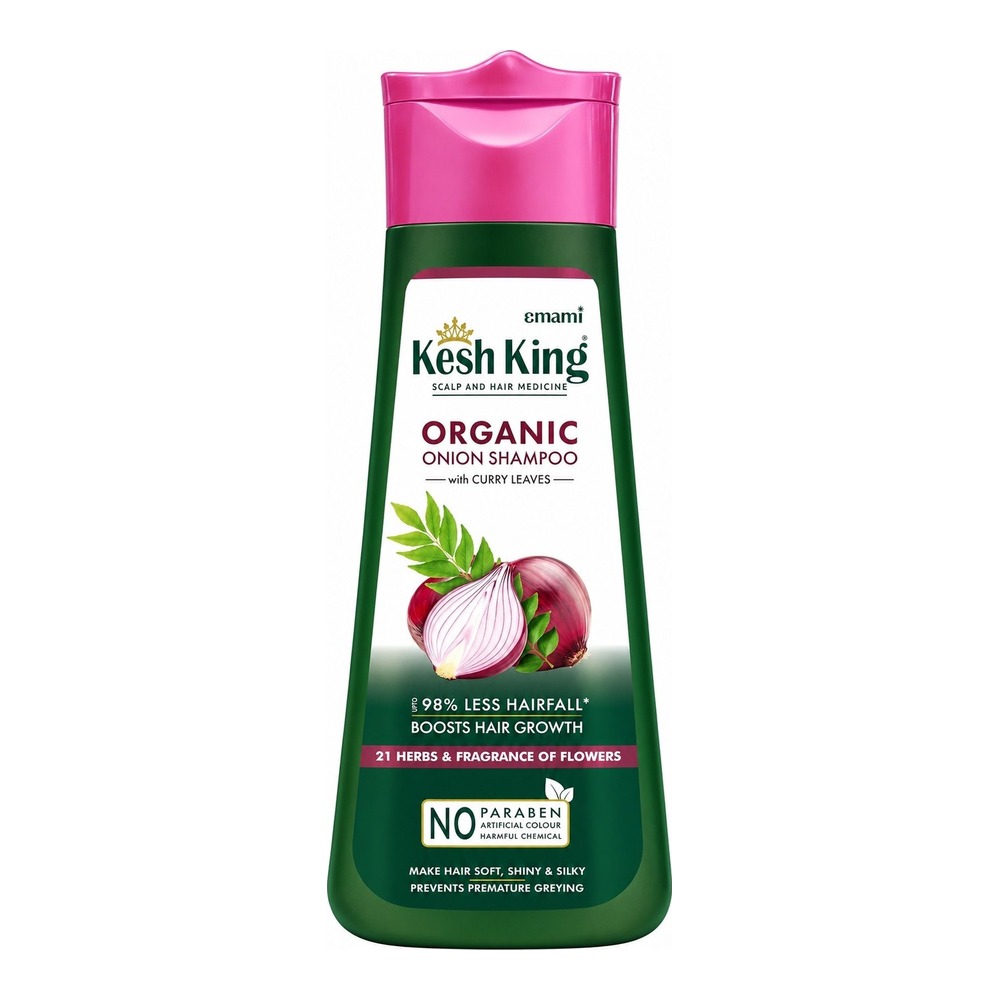 emami*
Kesh King®
SCALP AND HAIR MEDICINE
ORGANIC
ONION SHAMPOO
with CURRY LEAVES
UPTO 98% LESS HAIRFALL*
BOOSTS HAIR GROWTH
21 HERBS & FRAGRANCE OF FLOWERS
NO PARABEN
ARTIFICIAL COLOUR
HARMFUL CHEMICAL
MAKE HAIR SOFT, SHINY & SILKY
PREVENTS PREMATURE GREYING